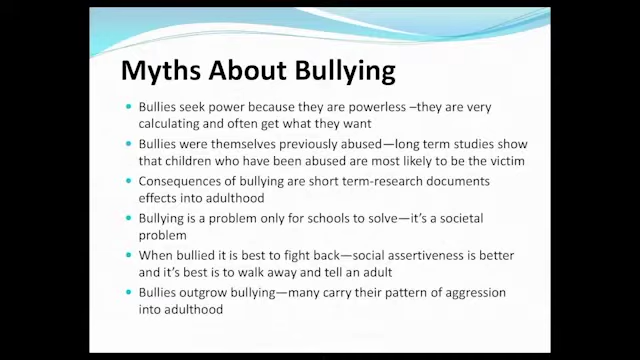 Myths About Bullying
Bullies seek power because they are powerless –they are very
calculating and often get what they want
Bullies were themselves previously abused—long term studies show
that children who have been abused are most likely to be the victim
Consequences of bullying are short term-research documents
effects into adulthood
Bullying is a problem only for schools to solve—it's a societal
problem
When bullied it is best to fight back—social assertiveness is better
and it's best is to walk away and tell an adult
Bullies outgrow bullying—many carry their pattern of aggression
into adulthood